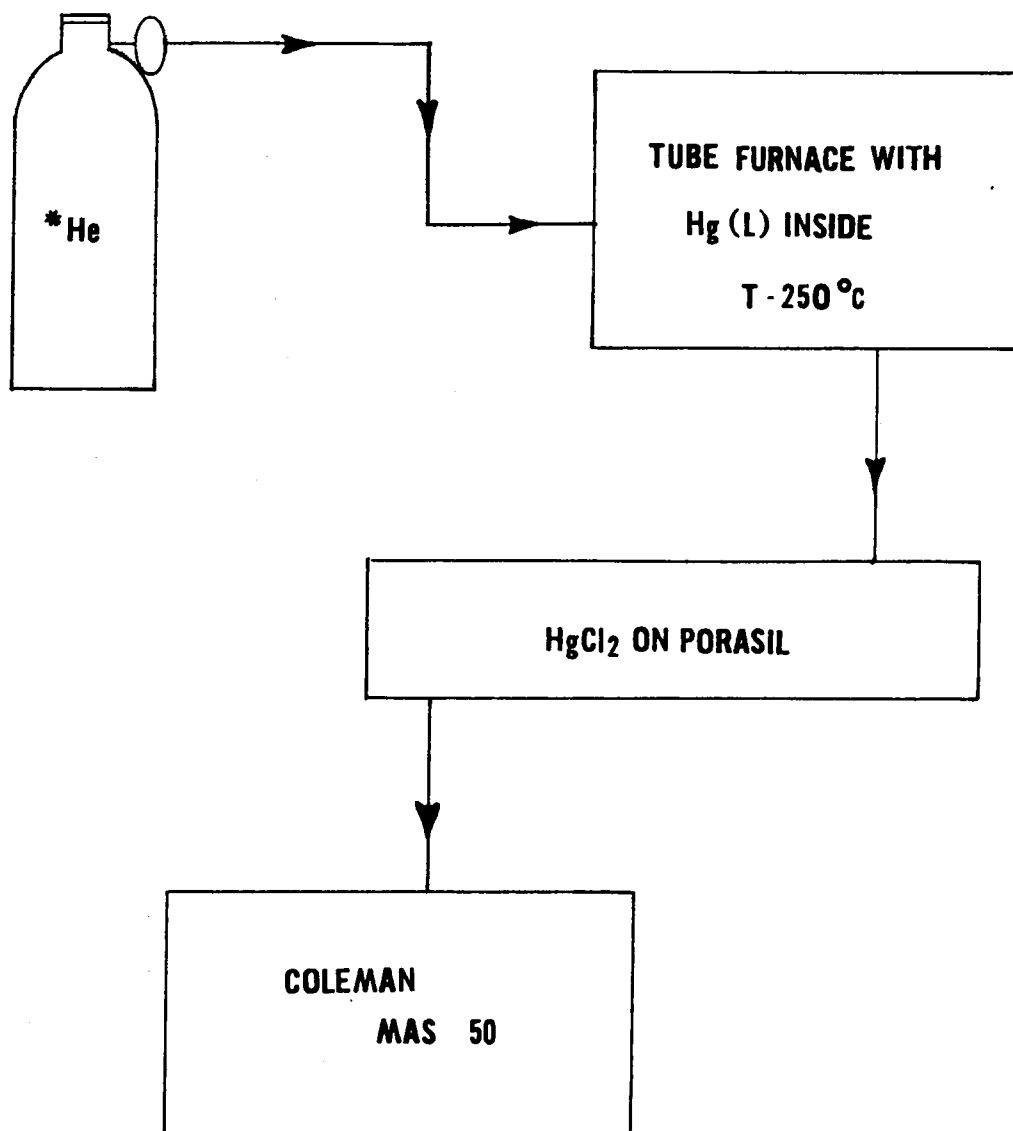 *He
TUBE FURNACE WITH
Hg (L) INSIDE
T - 250°C
HgCl₂ ON PORASIL
COLEMAN
MAS 50